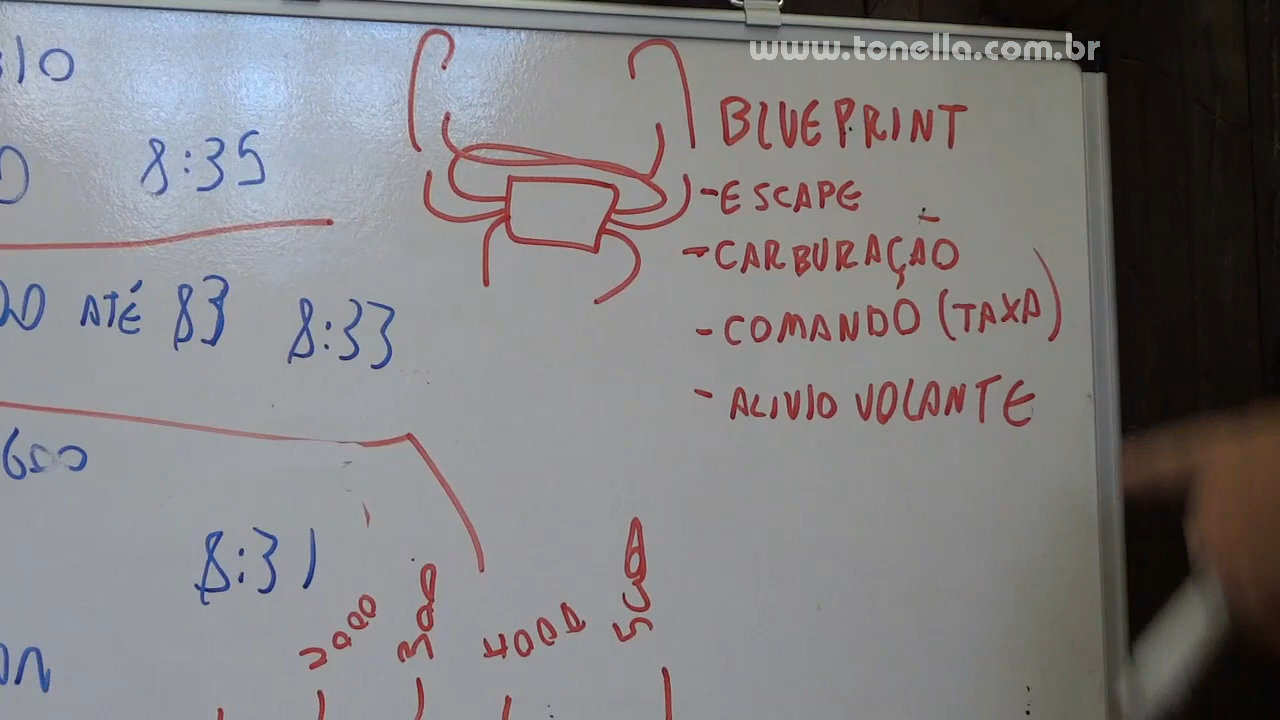 www.tonella.com.br
BLUEPRINT
-ESCAPE
-CARBURAÇÃO
-COMANDO (TAXA)
-ALIVIO VOLANTE
8:35
ATÉ 83 8:33
600
8:31
2000 3000 4000 5000